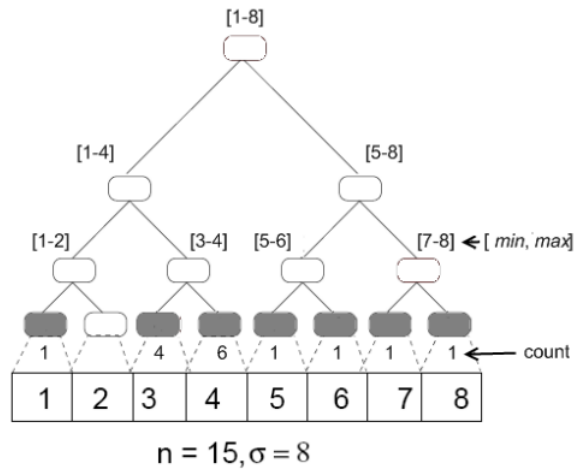 [1-8]
[1-4] [5-8]
[1-2] [3-4] [5-6] [7-8] [ min, max]
1 4 6 1 1 1 1 count
1 2 3 4 5 6 7 8
n = 15, σ = 8